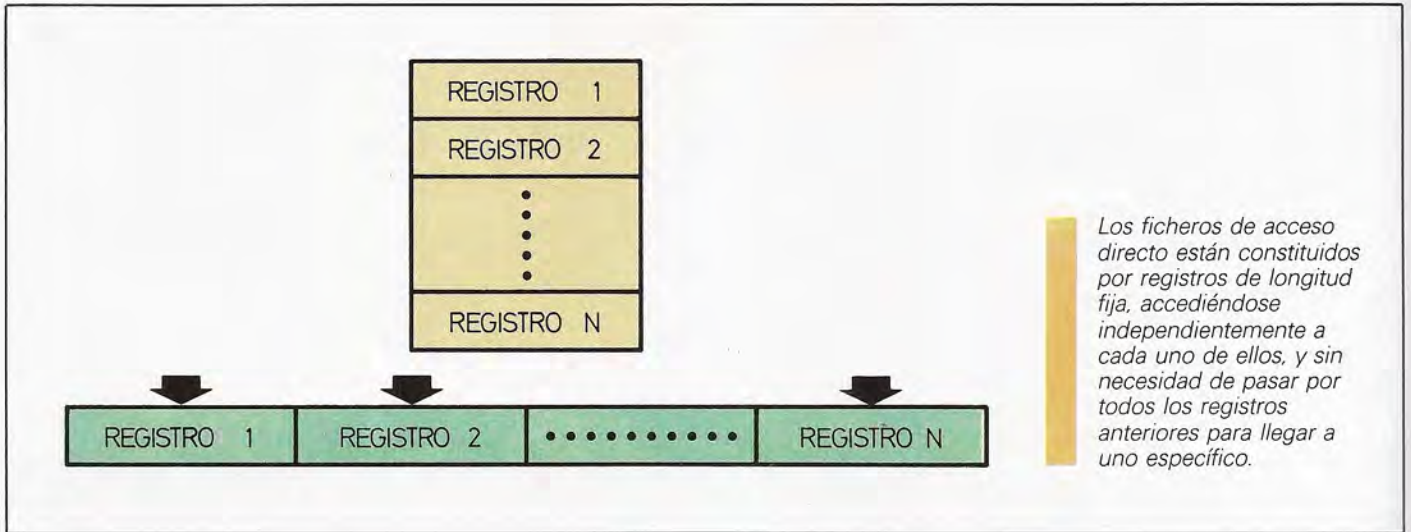 REGISTRO 1
REGISTRO 2
REGISTRO N
REGISTRO 1
REGISTRO 2
REGISTRO N
Los ficheros de acceso
directo están constituidos
por registros de longitud
fija, accediéndose
independientemente a
cada uno de ellos, y sin
necesidad de pasar por
todos los registros
anteriores para llegar a
uno específico.